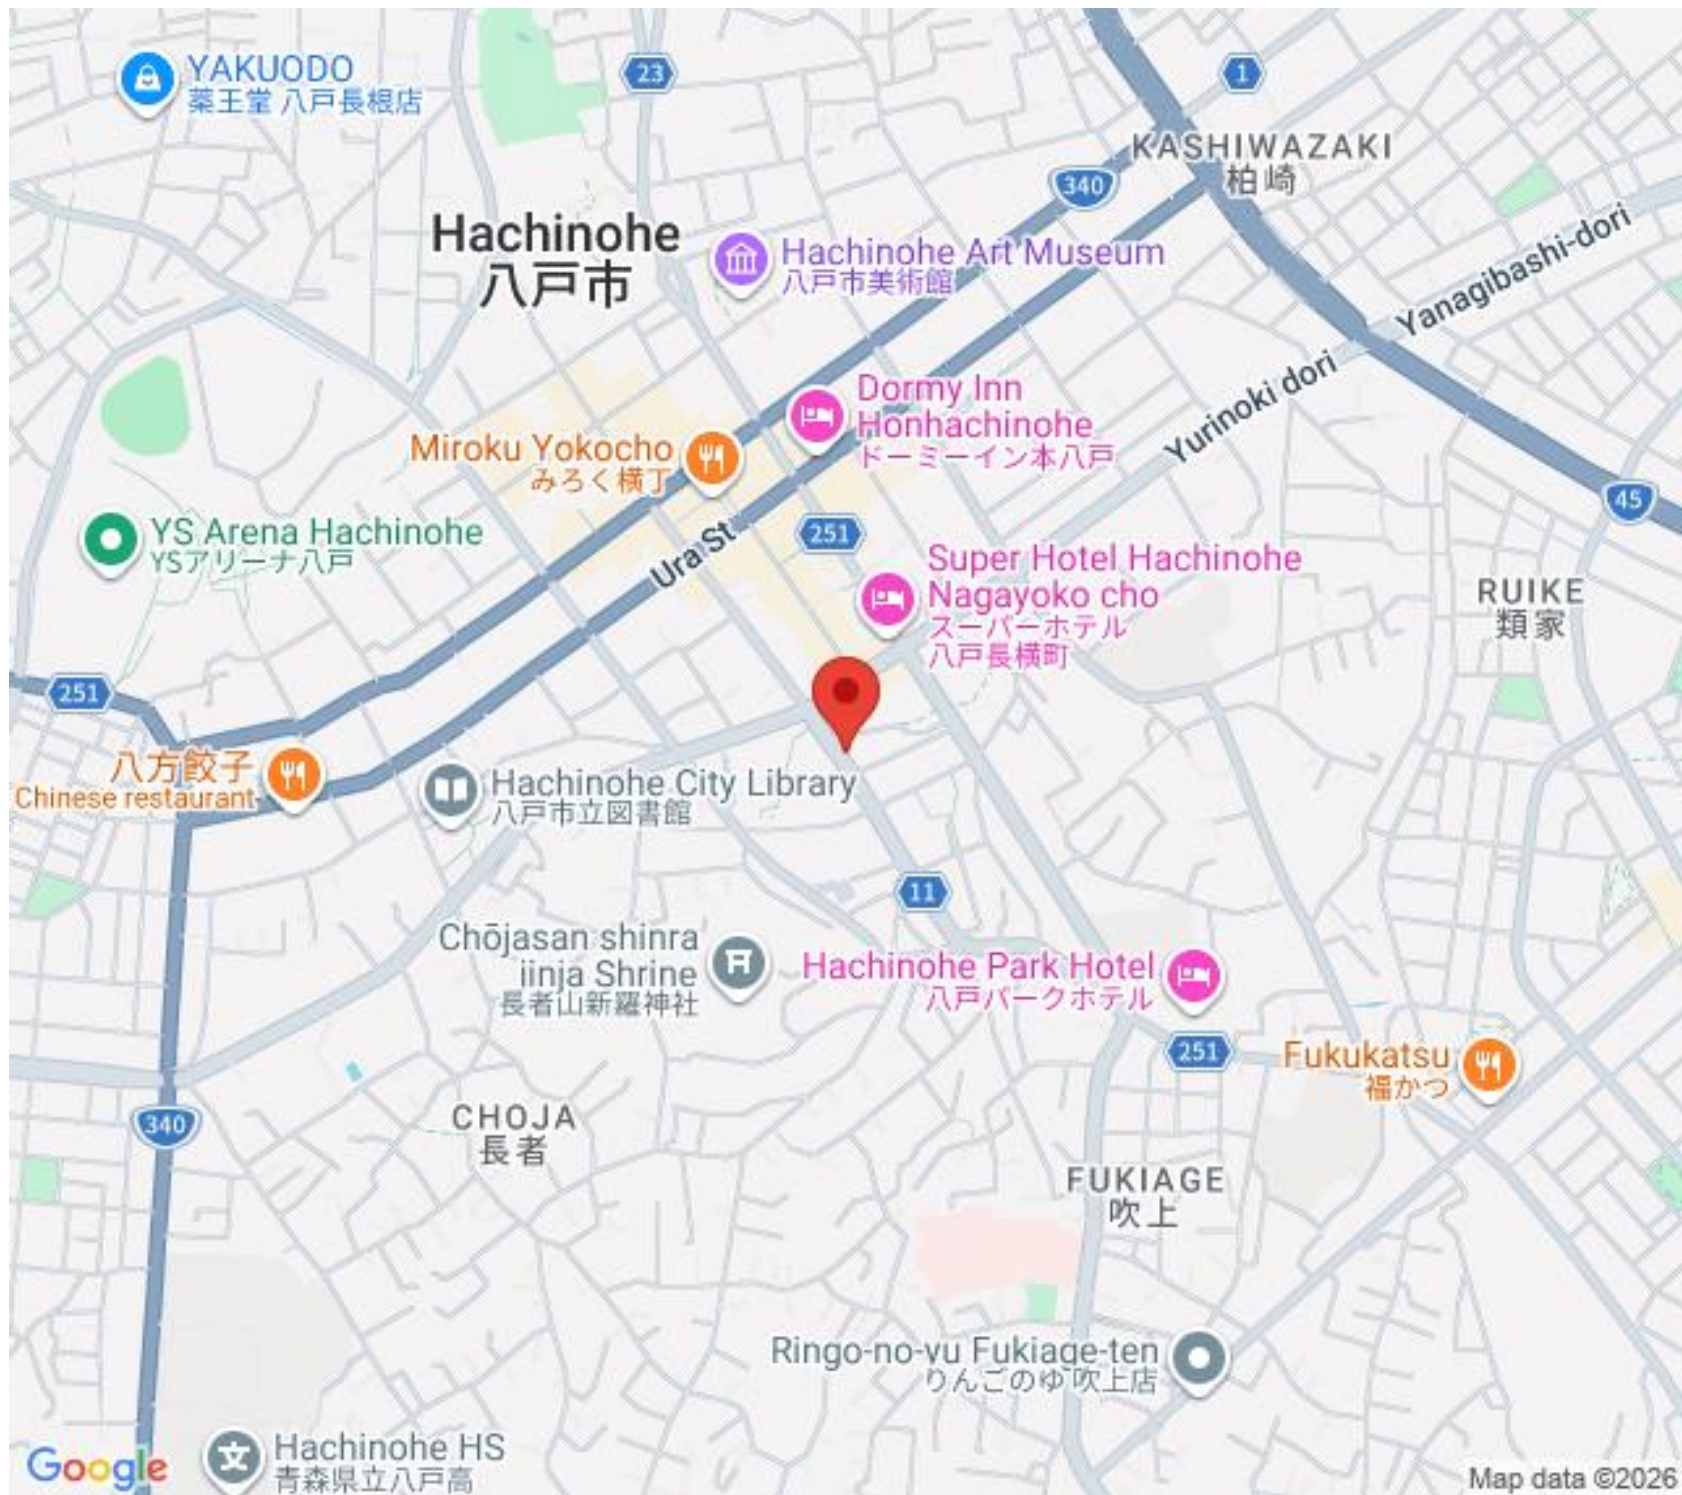 YAKUODO
薬王堂 八戸長根店
23
1
KASHIWAZAKI
柏崎
340
Hachinohe
八戸市
Hachinohe Art Museum
八戸市美術館
Yanagibashi-dori
Yurinoki dori
Dormy Inn
Honhachinohe
ドーミーイン本八戸
Miroku Yokocho
みろく横丁
45
YS Arena Hachinohe
YSアリーナ八戸
Ura St
251
Super Hotel Hachinohe
Nagayoko cho
スーパーホテル
八戸長横町
RUIKE
類家
251
八方餃子
Chinese restaurant
Hachinohe City Library
八戸市立図書館
11
Chōjasan shinra
iinja Shrine
長者山新羅神社
Hachinohe Park Hotel
八戸パークホテル
251
Fukukatsu
福かつ
340
CHOJA
長者
FUKIAGE
吹上
Ringo-no-yu Fukiage-ten
りんごのゆ 吹上店
Hachinohe HS
青森県立八戸高
文
Google
Map data ©2026